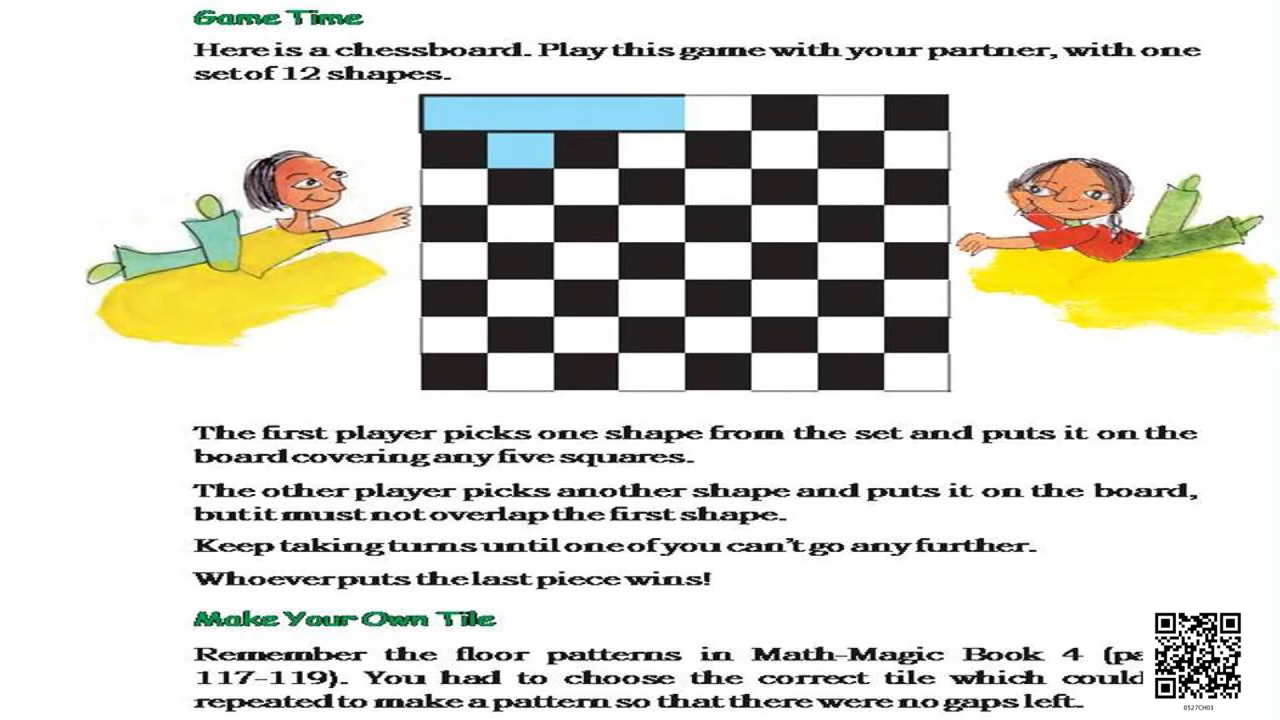 Game Time
Here is a chessboard. Play this game with your partner, with one
set of 12 shapes.
The first player picks one shape from the set and puts it on the
board covering any five squares.
The other player picks another shape and puts it on the board,
but it must not overlap the first shape.
Keep taking turns until one of you can't go any further.
Whoever puts the last piece wins!
Make Your Own Tile
Remember the floor patterns in Math-Magic Book 4
117-119). You had to choose the correct tile which could
repeated to make a pattern so that there were no gaps left.
0527CH03